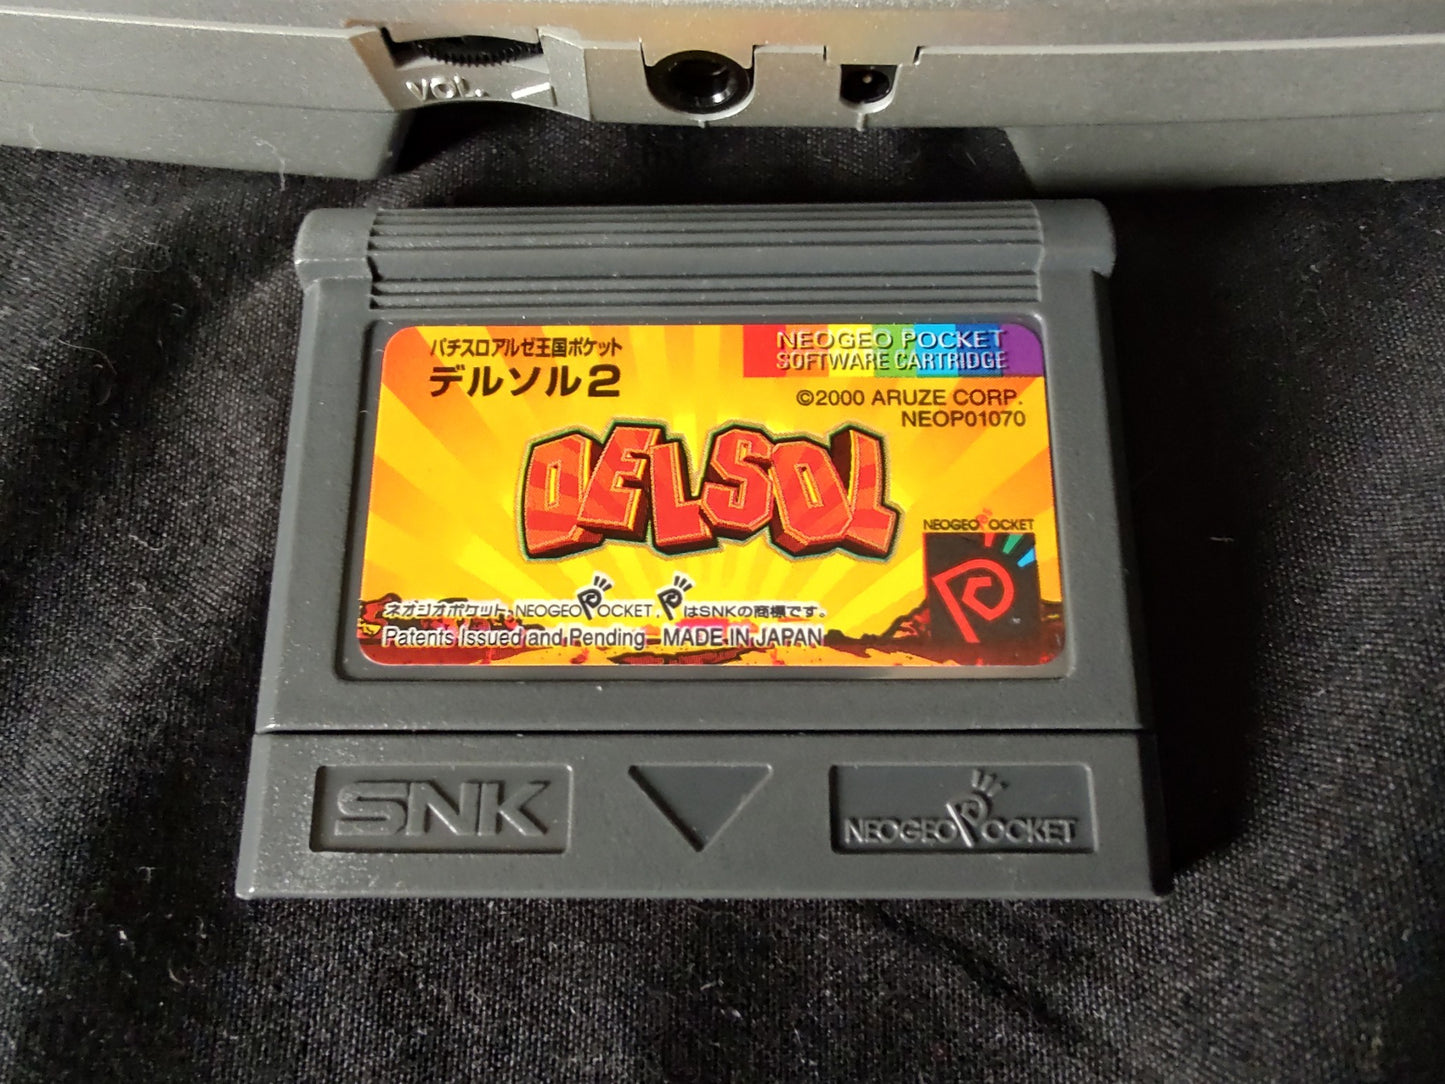 VOL.
パチスロアルゼ王国ポケット
デルソル2
NEOGEO POCKET
SOFTWARE CARTRIDGE
©2000 ARUZE CORP.
NEOP01070
DELSOL
NEOGEO POCKET
ネオジオポケット、NEOGEO POCKET、PはSNKの商標です。
Patents Issued and Pending MADE IN JAPAN
SNK
NEOGEO POCKET